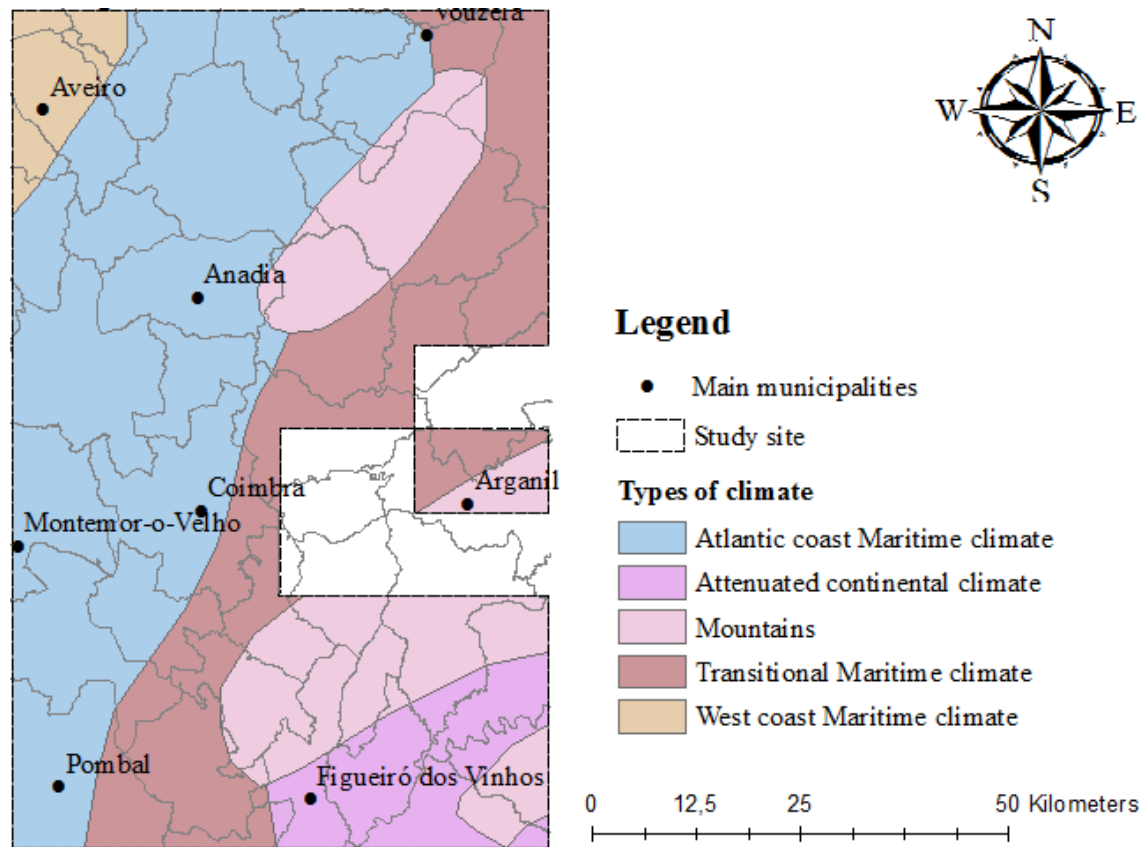 Vouzela
Aveiro
Anadia
Coimbra
Montemor-o-Velho
Arganil
Pombal
Figueiró dos Vinhos
N
W
E
S
Legend
Main municipalities
Study site
Types of climate
Atlantic coast Maritime climate
Attenuated continental climate
Mountains
Transitional Maritime climate
West coast Maritime climate
0 12,5 25 50 Kilometers